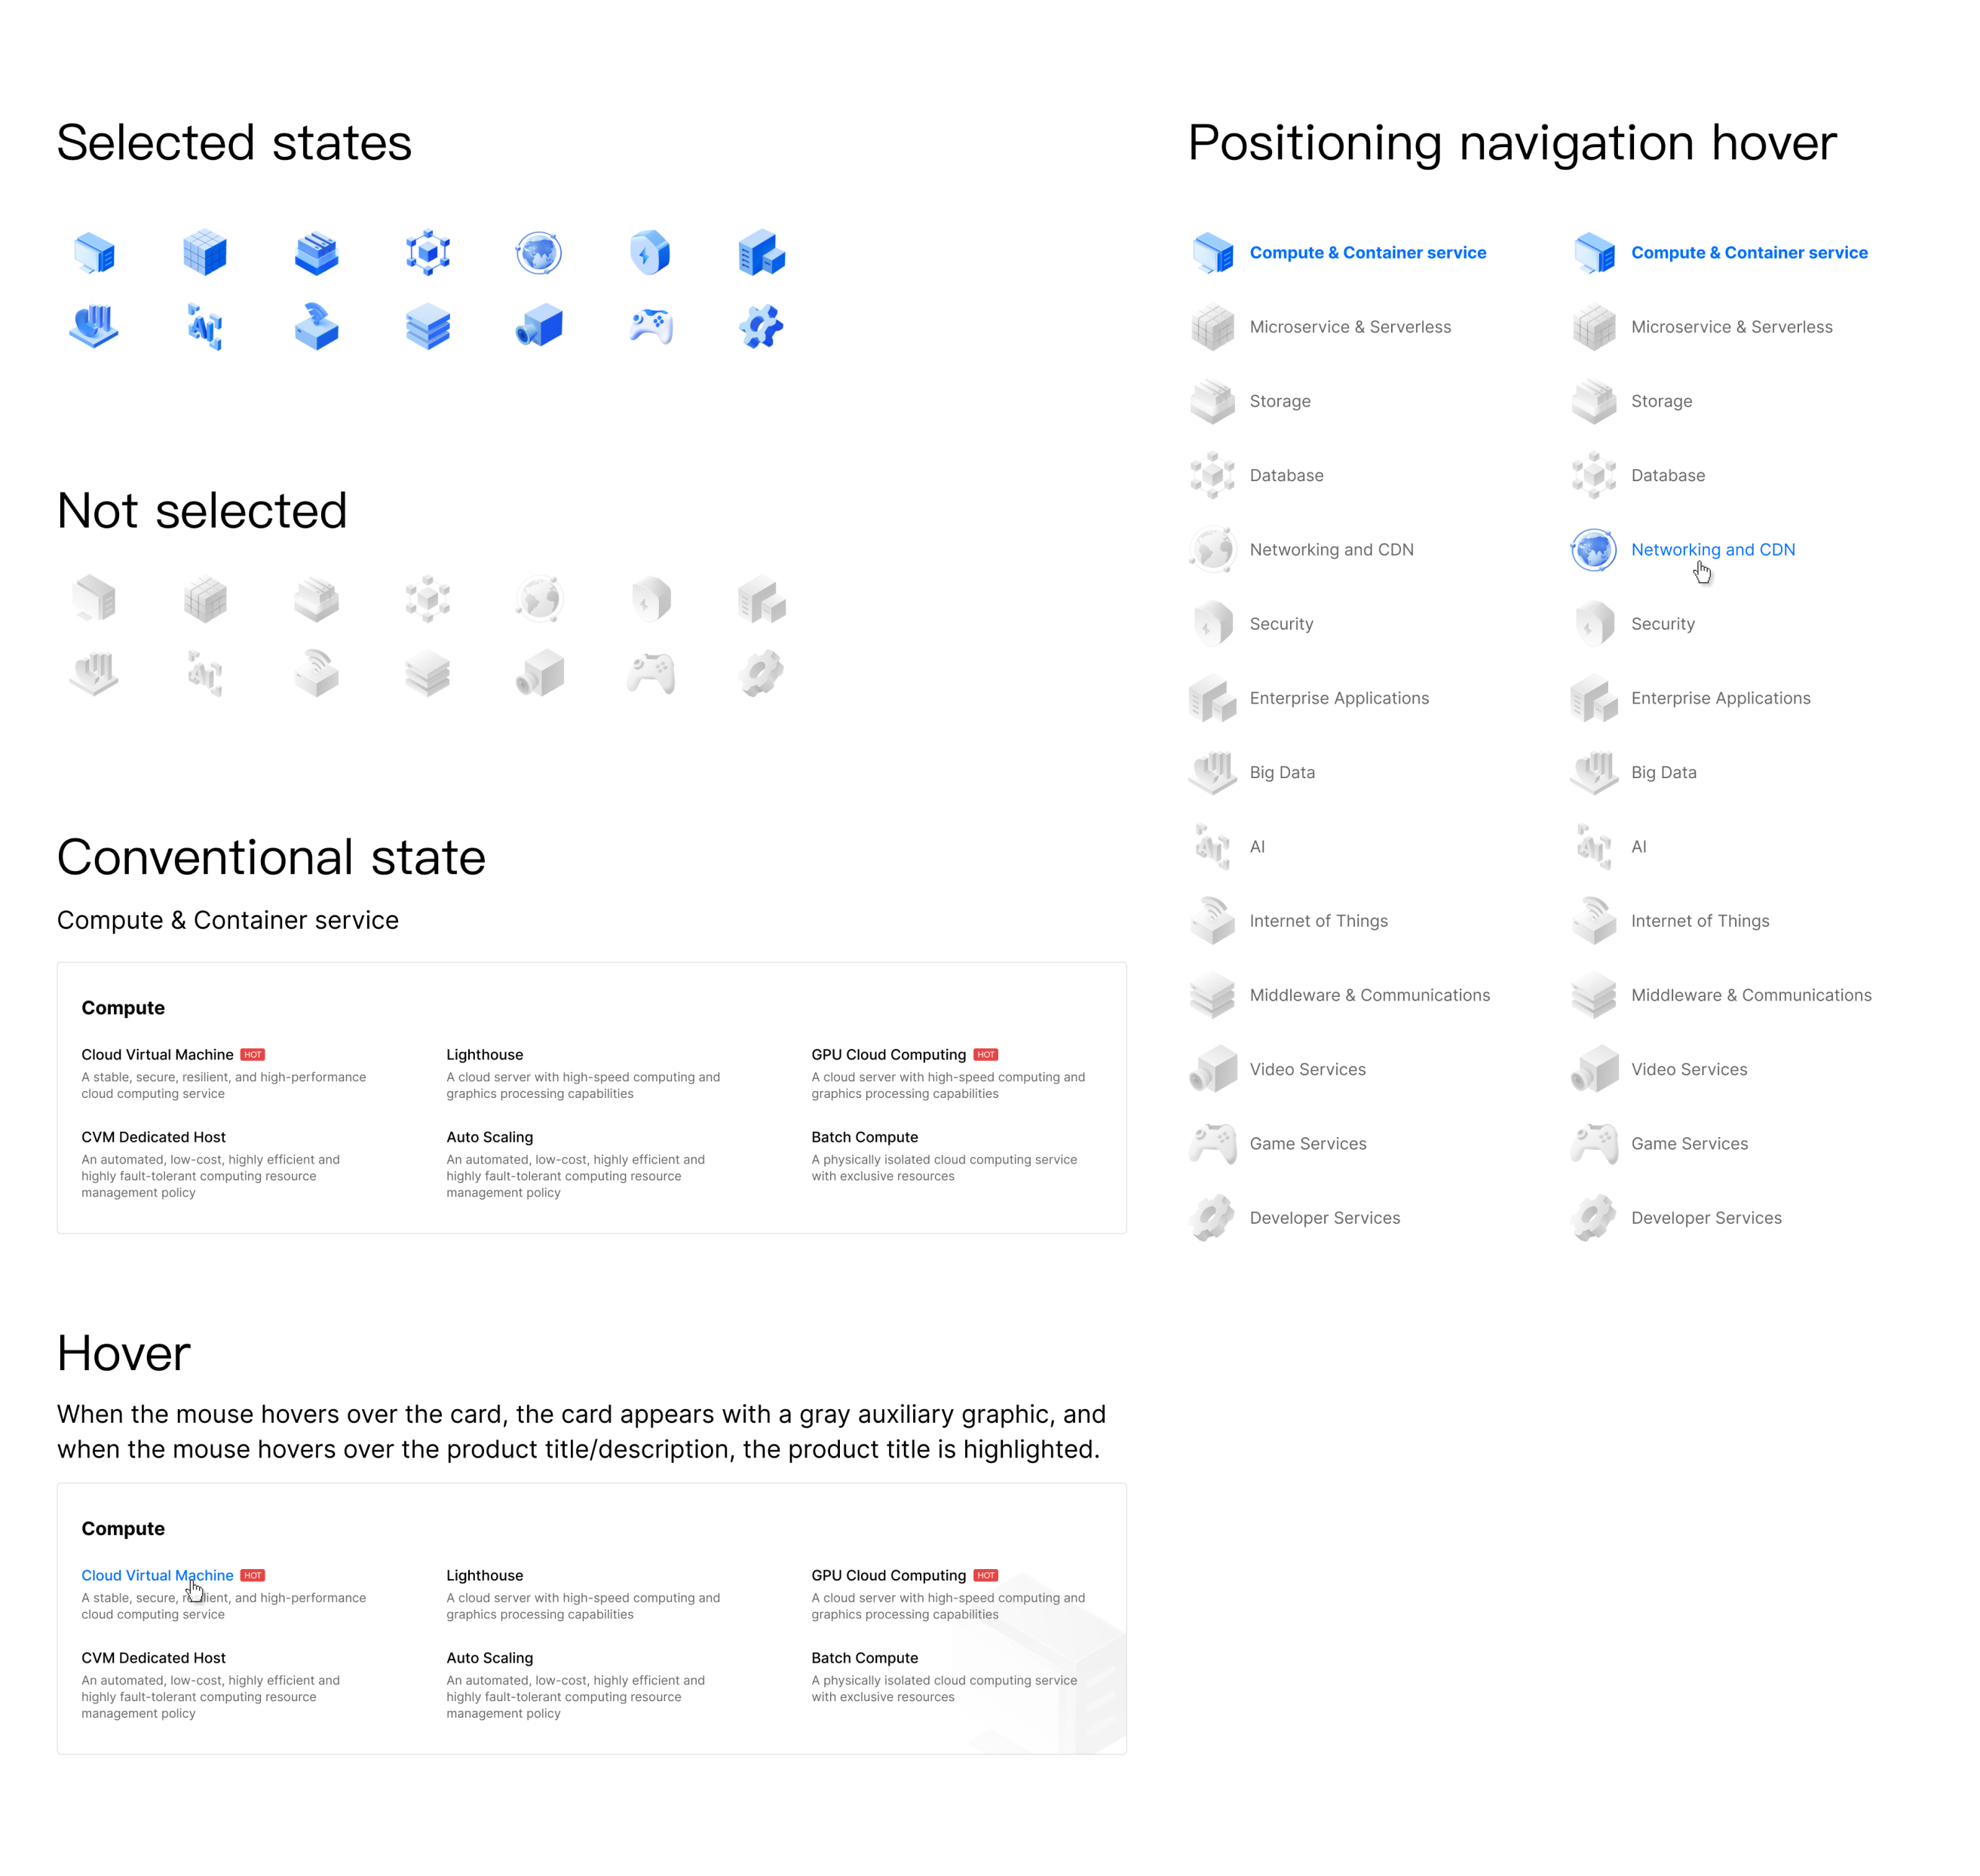 Selected states
Not selected
Conventional state
Compute & Container service
Compute
Cloud Virtual Machine HOT
A stable, secure, resilient, and high-performance
cloud computing service
Lighthouse
A cloud server with high-speed computing and
graphics processing capabilities
GPU Cloud Computing HOT
A cloud server with high-speed computing and
graphics processing capabilities
CVM Dedicated Host
An automated, low-cost, highly efficient and
highly fault-tolerant computing resource
management policy
Auto Scaling
An automated, low-cost, highly efficient and
highly fault-tolerant computing resource
management policy
Batch Compute
A physically isolated cloud computing service
with exclusive resources
Hover
When the mouse hovers over the card, the card appears with a gray auxiliary graphic, and
when the mouse hovers over the product title/description, the product title is highlighted.
Compute
Cloud Virtual Machine HOT
A stable, secure, resilient, and high-performance
cloud computing service
Lighthouse
A cloud server with high-speed computing and
graphics processing capabilities
GPU Cloud Computing HOT
A cloud server with high-speed computing and
graphics processing capabilities
CVM Dedicated Host
An automated, low-cost, highly efficient and
highly fault-tolerant computing resource
management policy
Auto Scaling
An automated, low-cost, highly efficient and
highly fault-tolerant computing resource
management policy
Batch Compute
A physically isolated cloud computing service
with exclusive resources
Positioning navigation hover
Compute & Container service
Microservice & Serverless
Storage
Database
Networking and CDN
Security
Enterprise Applications
Big Data
AI
Internet of Things
Middleware & Communications
Video Services
Game Services
Developer Services
Compute & Container service
Microservice & Serverless
Storage
Database
Networking and CDN
Security
Enterprise Applications
Big Data
AI
Internet of Things
Middleware & Communications
Video Services
Game Services
Developer Services